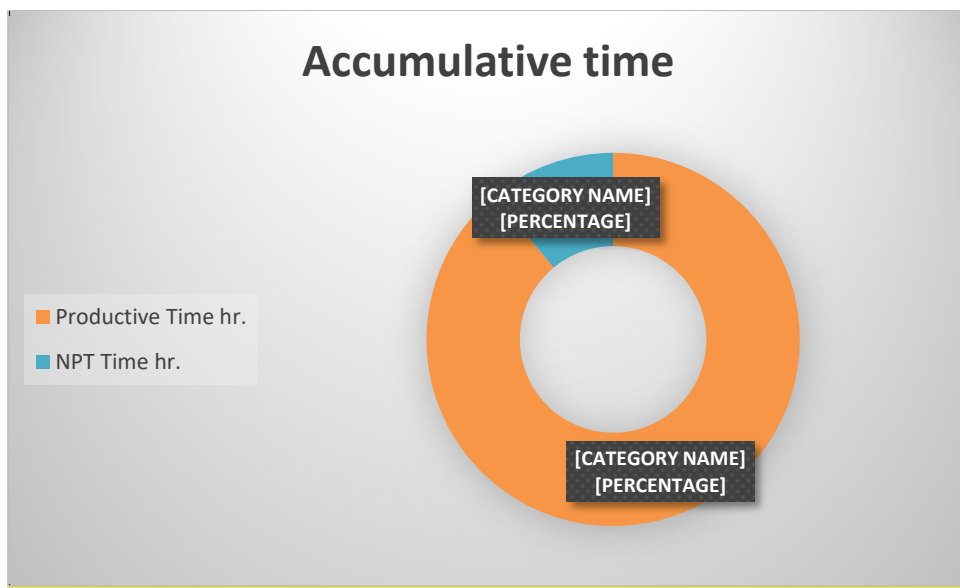 Accumulative time
[CATEGORY NAME]
[PERCENTAGE]
Productive Time hr.
NPT Time hr.
[CATEGORY NAME]
[PERCENTAGE]